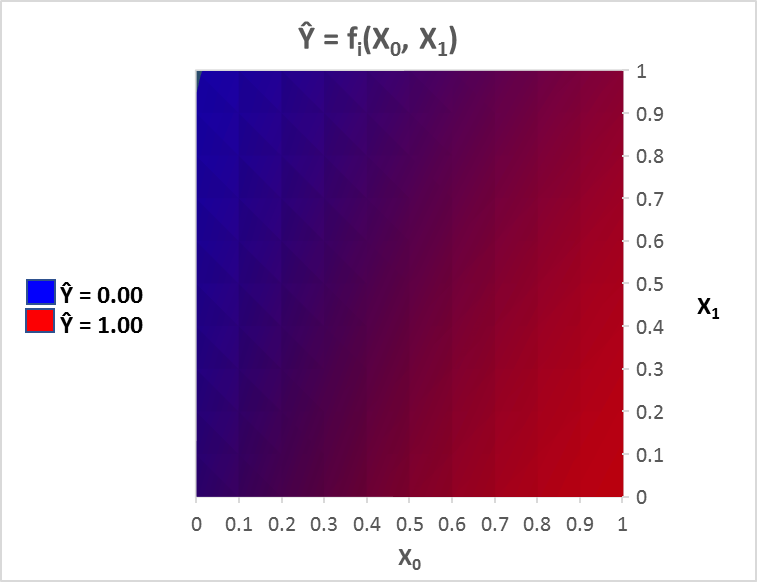 Ŷ = fᵢ(X₀, X₁)
1
0.9
0.8
0.7
0.6
0.5
0.4
0.3
0.2
0.1
0
Ŷ = 0.00
Ŷ = 1.00
X₁
0 0.1 0.2 0.3 0.4 0.5 0.6 0.7 0.8 0.9 1
X₀